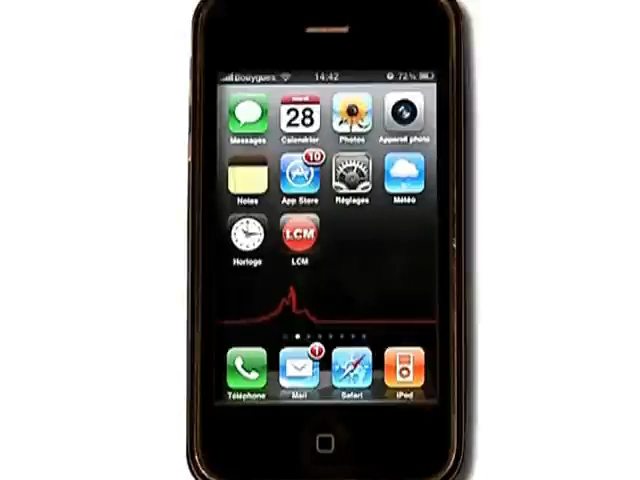 Bouygues 14:42 72%
Messages 28 Calendrier Photos Appareil photo
10
Notes App Store Réglages Météo
LCM
Horloge LCM
1
Téléphone Mail Safari iPod